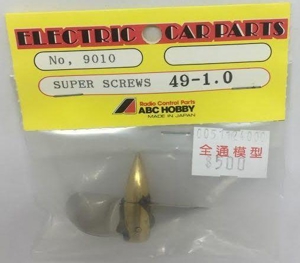 ELECTRIC CAR PARTS
No, 9010
SUPER SCREWS 49-1.0
Radio Control Parts
ABC HOBBY
MADE IN JAPAN
全通模型
$500